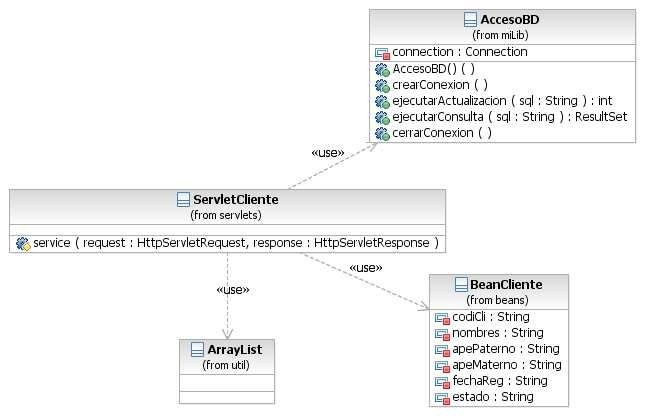 AccesoBD
(from miLib)
connection : Connection
AccesoBD() ( )
crearConexion ( )
ejecutarActualizacion ( sql : String ) : int
ejecutarConsulta ( sql : String ) : ResultSet
cerrarConexion ( )
«use»
ServletCliente
(from servlets)
service ( request : HttpServletRequest, response : HttpServletResponse )
«use»
«use»
BeanCliente
(from beans)
codiCli : String
nombres : String
apePaterno : String
apeMaterno : String
fechaReg : String
estado : String
ArrayList
(from util)